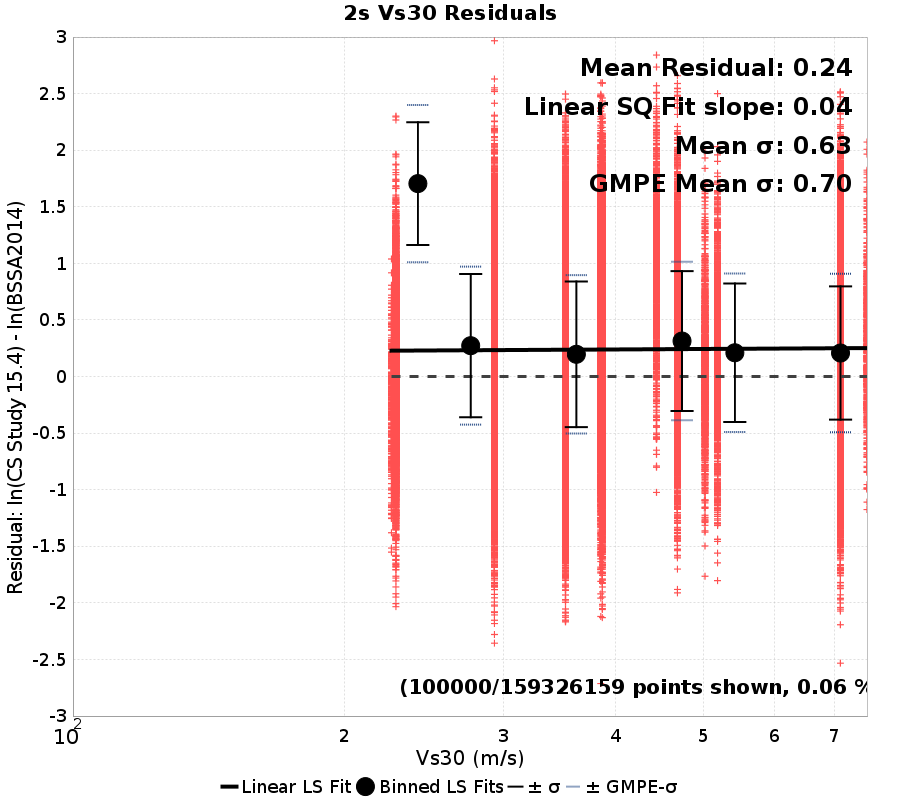 2s Vs30 Residuals
Mean Residual: 0.24
Linear SQ Fit slope: 0.04
Mean σ: 0.63
GMPE Mean σ: 0.70
Residual: ln(CS Study 15.4) - ln(BSSA2014)
3
2.5
2
1.5
1
0.5
0
-0.5
-1
-1.5
-2
-2.5
-3
(100000/159326159 points shown, 0.06 %
10²
2
3
4
5
6
7
Vs30 (m/s)
Linear LS Fit Binned LS Fits ± σ ± GMPE-σ